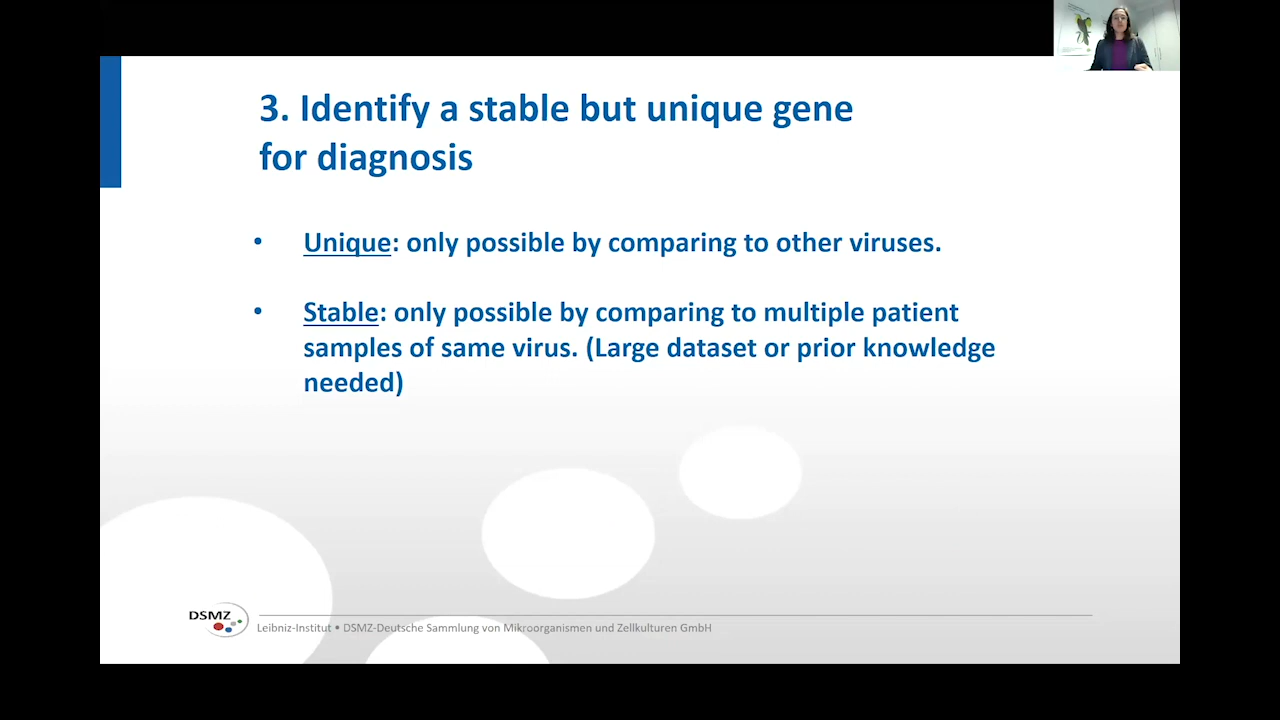 3. Identify a stable but unique gene
for diagnosis
• Unique: only possible by comparing to other viruses.
• Stable: only possible by comparing to multiple patient
samples of same virus. (Large dataset or prior knowledge
needed)
DSMZ
Leibniz-Institut • DSMZ-Deutsche Sammlung von Mikroorganismen und Zellkulturen GmbH